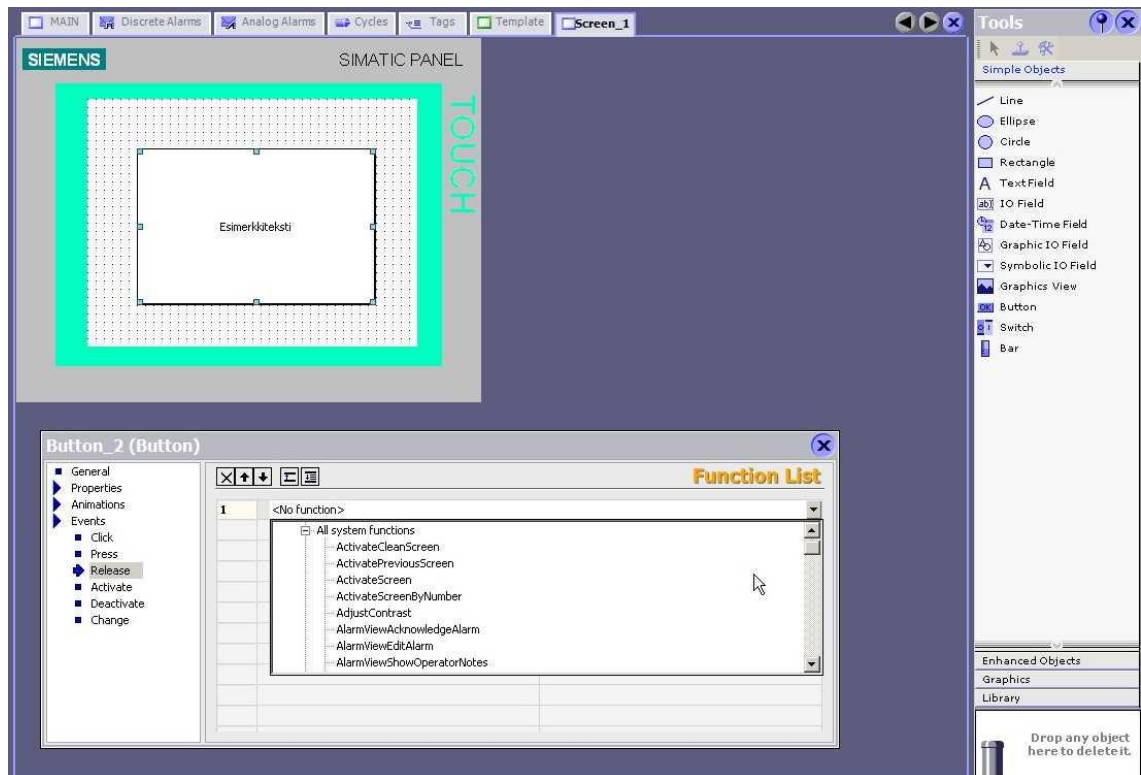 MAIN Discrete Alarms Analog Alarms Cycles Tags Template Screen_1
SIEMENS SIMATIC PANEL
TOUCH
Esimerkkiteksti
Tools
Simple Objects
Line
Ellipse
Circle
Rectangle
A TextField
abI IO Field
12 Date-Time Field
Graphic IO Field
Symbolic IO Field
Graphics View
OK Button
Switch
Bar
Enhanced Objects
Graphics
Library
Drop any object
here to delete it.
Button_2 (Button)
General
Properties
Animations
Events
Click
Press
Release
Activate
Deactivate
Change
Function List
1 <No function>
All system functions
ActivateCleanScreen
ActivatePreviousScreen
ActivateScreen
ActivateScreenByNumber
AdjustContrast
AlarmViewAcknowledgeAlarm
AlarmViewEditAlarm
AlarmViewShowOperatorNotes